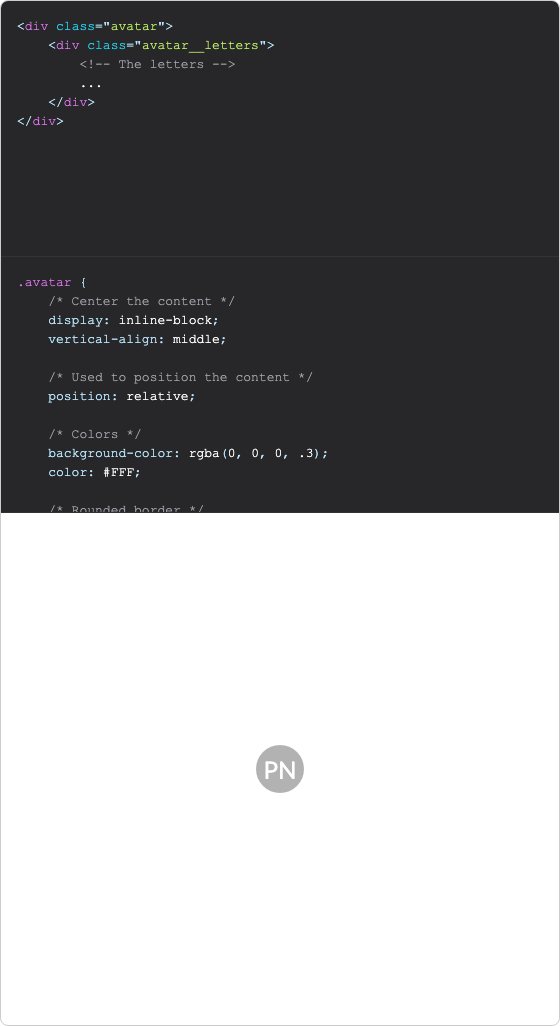 <div class="avatar">
    <div class="avatar__letters">
        <!-- The letters -->
        ...
    </div>
</div>
.avatar {
    /* Center the content */
    display: inline-block;
    vertical-align: middle;
    /* Used to position the content */
    position: relative;
    /* Colors */
    background-color: rgba(0, 0, 0, .3);
    color: #FFF;
    /* Rounded border */
PN